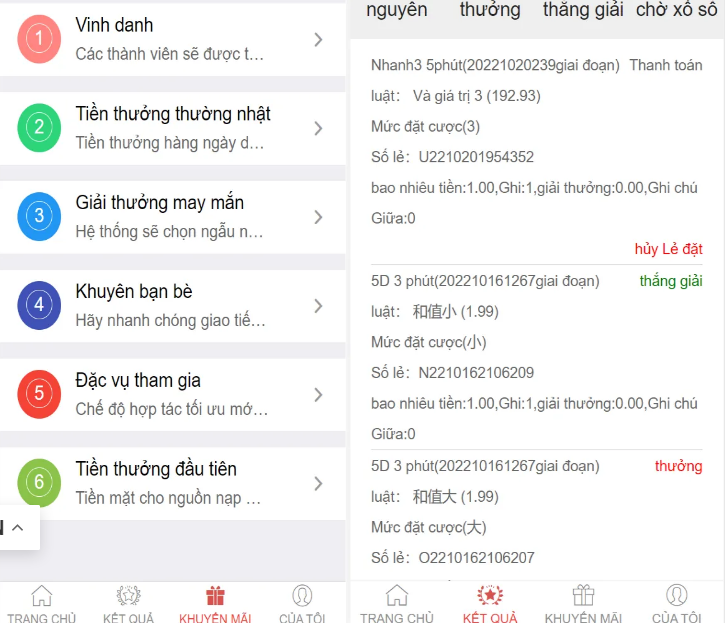 1
Vinh danh
Các thành viên sẽ được t…
2
Tiền thưởng thường nhật
Tiền thưởng hàng ngày d…
3
Giải thưởng may mắn
Hệ thống sẽ chọn ngẫu n…
4
Khuyên bạn bè
Hãy nhanh chóng giao tiế…
5
Đặc vụ tham gia
Chế độ hợp tác tối ưu mớ…
6
Tiền thưởng đầu tiên
Tiền mặt cho nguồn nạp …
TRANG CHỦ KẾT QUẢ KHUYẾN MÃI CỦA TÔI
nguyên thưởng thăng giải chờ xổ số
Nhanh3 5phút(20221020239giai đoạn) Thanh toán
luật: Và giá trị 3 (192.93)
Mức đặt cược(3)
Số lẻ: U2210201954352
bao nhiêu tiền:1.00,Ghi:1,giải thưởng:0.00,Ghi chú
Giữa:0
hủy Lẻ đặt
5D 3 phút(202210161267giai đoạn) thắng giải
luật: 和值小 (1.99)
Mức đặt cược(小)
Số lẻ: N2210162106209
bao nhiêu tiền:1.00,Ghi:1,giải thưởng:0.00,Ghi chú
Giữa:0
5D 3 phút(202210161267giai đoạn) thưởng
luật: 和值大 (1.99)
Mức đặt cược(大)
Số lẻ: O2210162106207
TRANG CHỦ KẾT QUẢ KHUYẾN MÃI CỦA TÔI